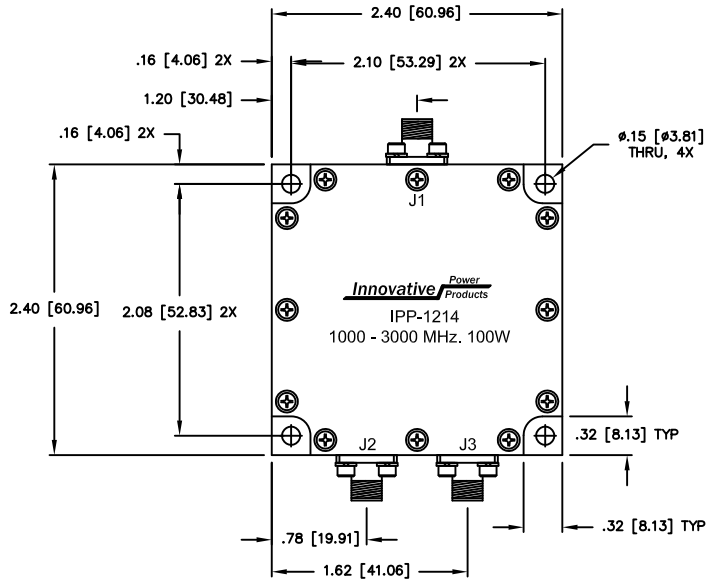 2.40 [60.96]
.16 [4.06] 2X
2.10 [53.29] 2X
1.20 [30.48]
.16 [4.06] 2X
ø.15 [ø3.81]
THRU, 4X
J1
2.40 [60.96]
2.08 [52.83] 2X
Innovative Power Products
IPP-1214
1000 - 3000 MHz. 100W
.32 [8.13] TYP
J2
J3
.32 [8.13] TYP
.78 [19.91]
1.62 [41.06]